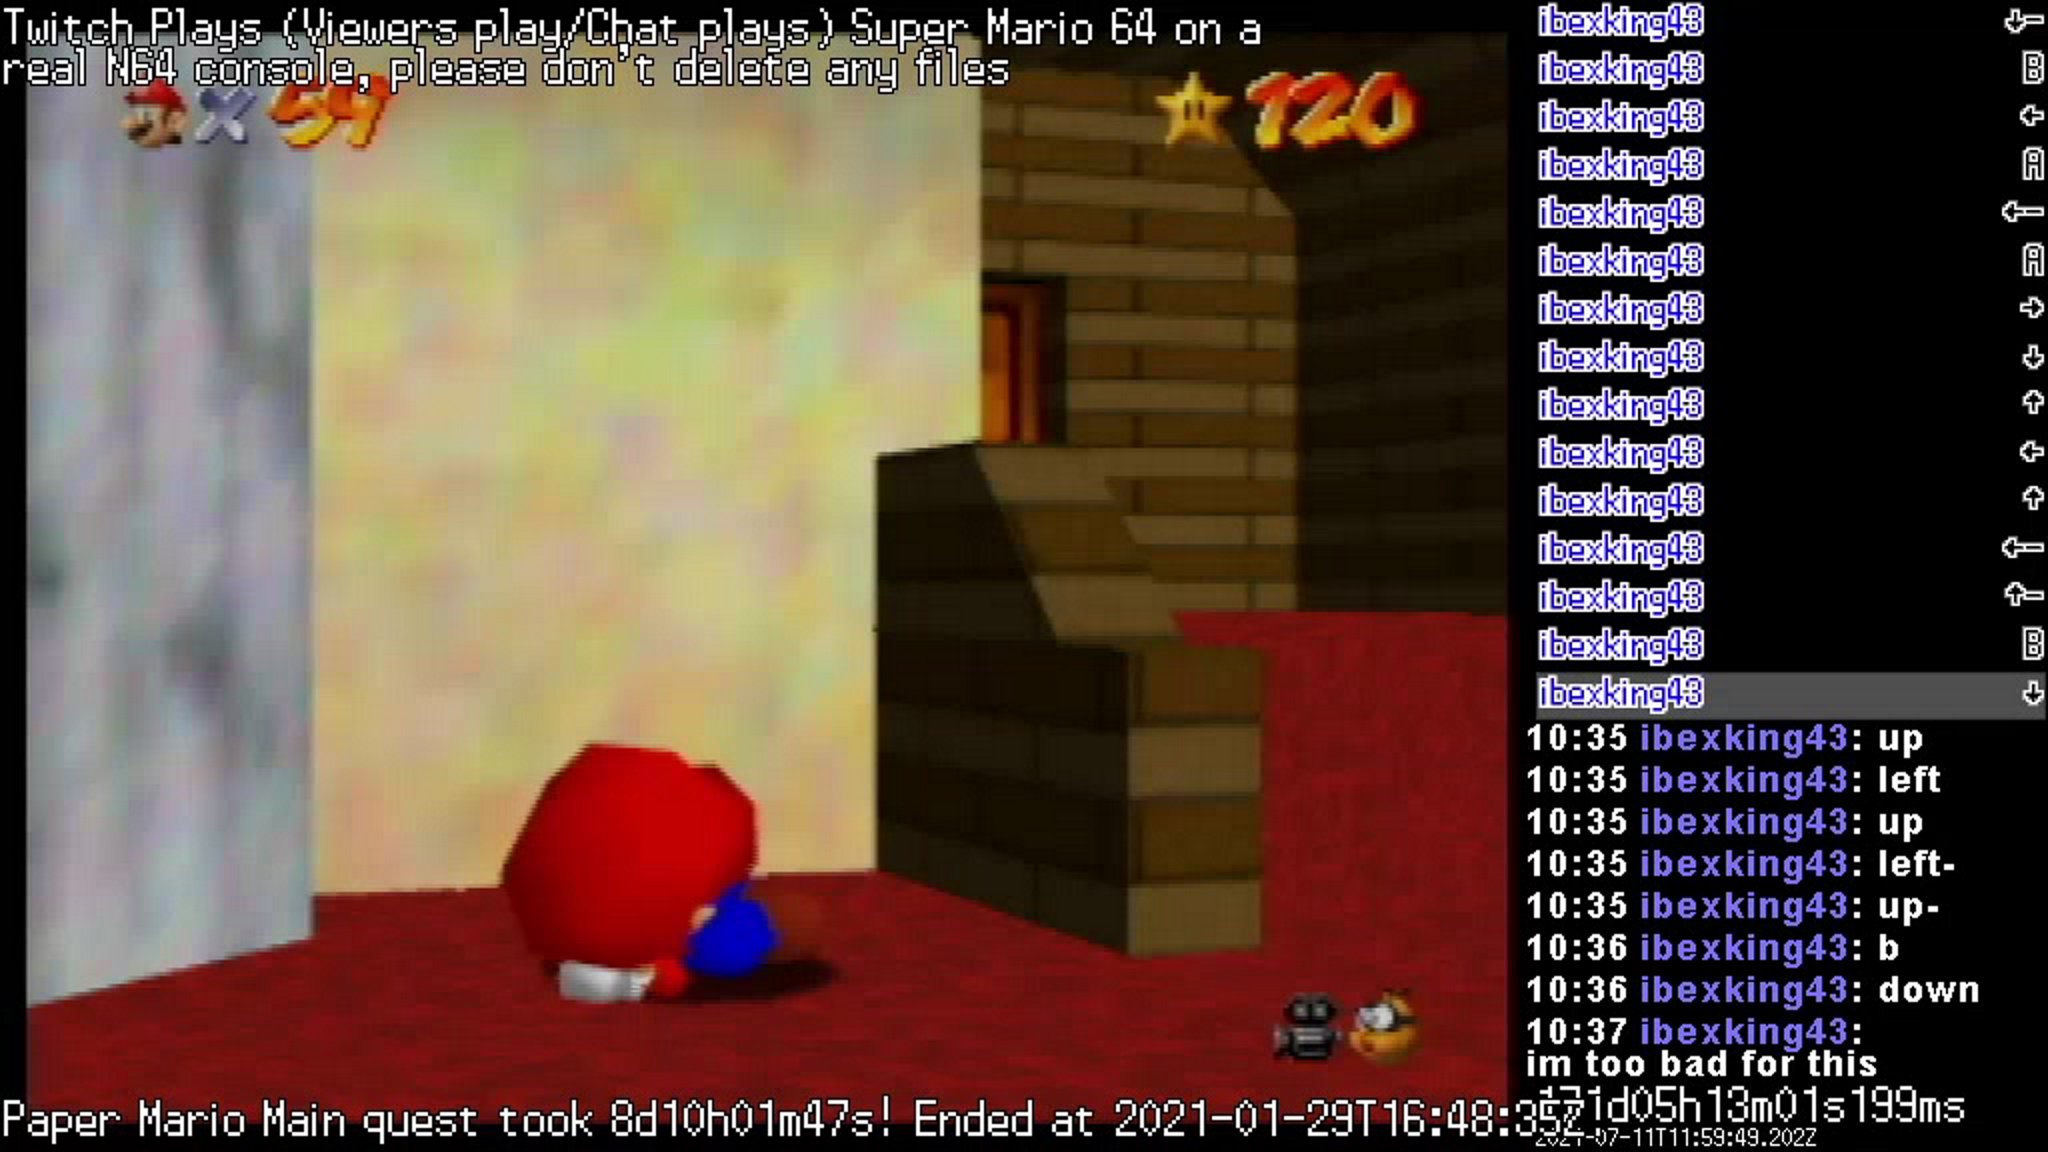 Twitch Plays (Viewers play/Chat plays) Super Mario 64 on a
real N64 console, please don't delete any files
× 59
120
ibexking43 ↓-
ibexking43 B
ibexking43 ←
ibexking43 A
ibexking43 ←-
ibexking43 A
ibexking43 →
ibexking43 ↓
ibexking43 ↑
ibexking43 ←
ibexking43 ↑
ibexking43 ←-
ibexking43 ↑-
ibexking43 B
ibexking43 ↓
10:35 ibexking43: up
10:35 ibexking43: left
10:35 ibexking43: up
10:35 ibexking43: left-
10:35 ibexking43: up-
10:36 ibexking43: b
10:36 ibexking43: down
10:37 ibexking43:
im too bad for this
171d05h13m01s199ms
Paper Mario Main quest took 8d10h01m47s! Ended at 2021-01-29T16:48:35Z
2021-07-11T11:59:49.202Z